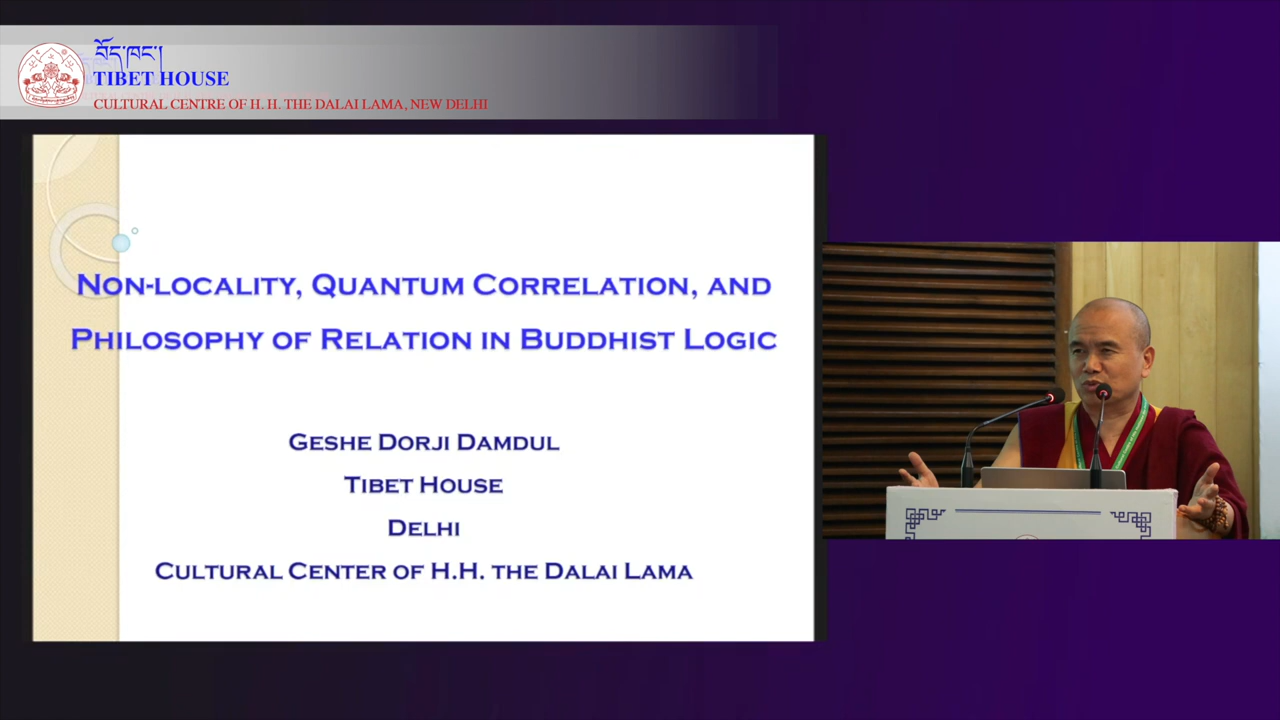 བོད་ཁང་།
TIBET HOUSE
CULTURAL CENTRE OF H. H. THE DALAI LAMA, NEW DELHI
NON-LOCALITY, QUANTUM CORRELATION, AND
PHILOSOPHY OF RELATION IN BUDDHIST LOGIC
GESHE DORJI DAMDUL
TIBET HOUSE
DELHI
CULTURAL CENTER OF H.H. THE DALAI LAMA